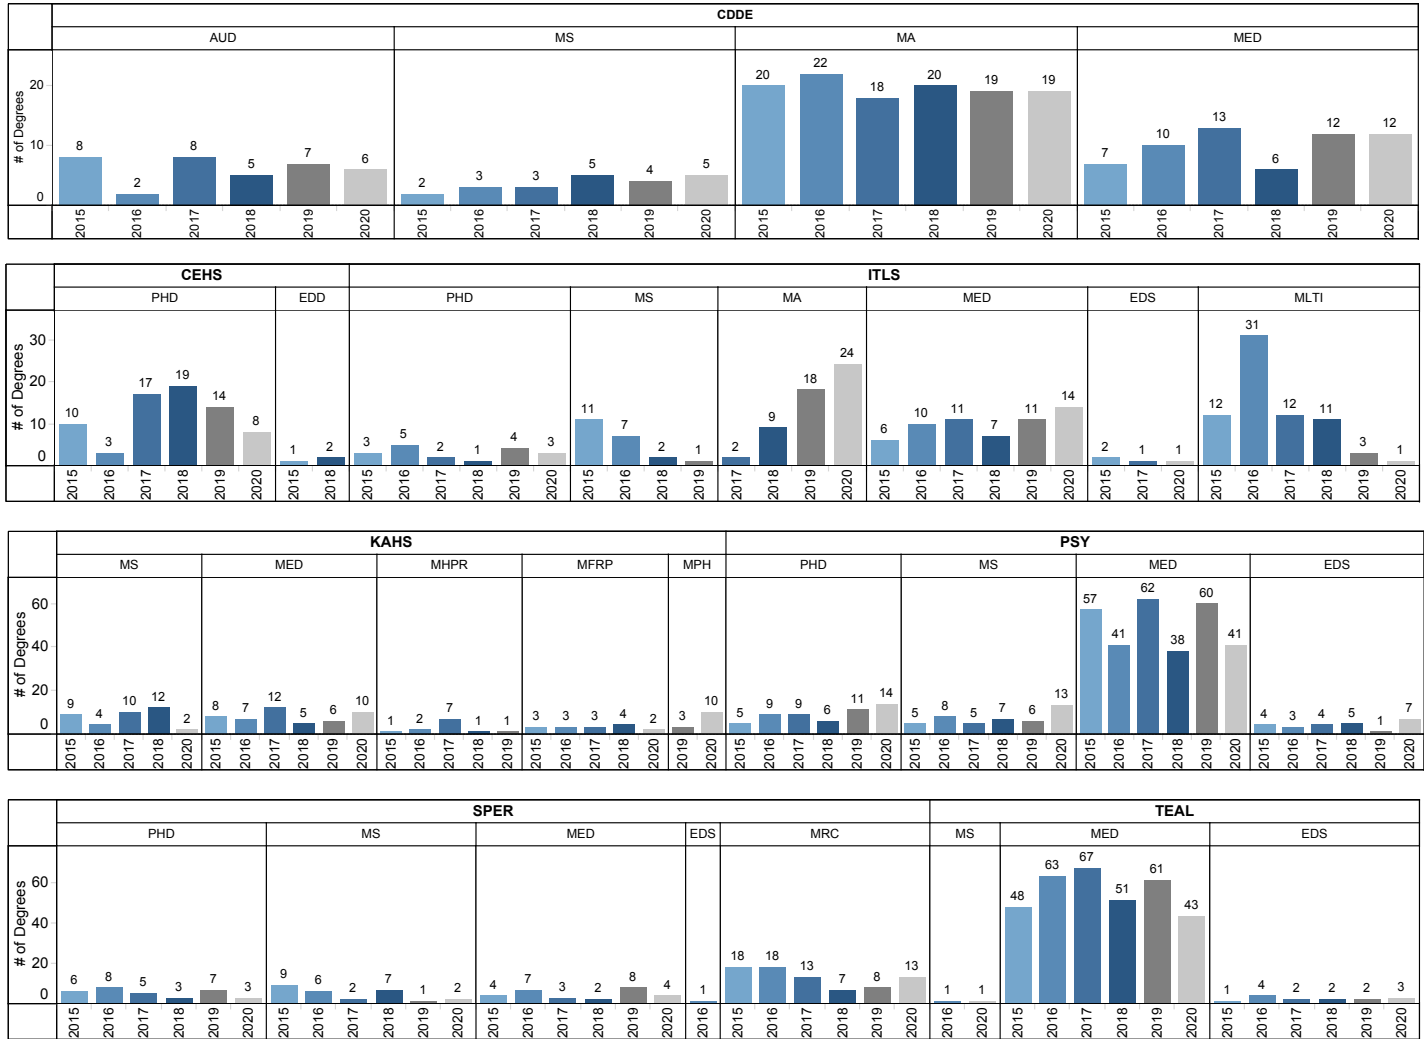 CDDE
AUD MS MA MED
# of Degrees
20
10
0
8 2 8 5 7 6
2 3 3 5 4 5
20 22 18 20 19 19
7 10 13 6 12 12
2015 2016 2017 2018 2019 2020 2015 2016 2017 2018 2019 2020 2015 2016 2017 2018 2019 2020 2015 2016 2017 2018 2019 2020
CEHS ITLS
PHD EDD PHD MS MA MED EDS MLTI
# of Degrees
30
20
10
0
10 3 17 19 14 8
1 2
3 5 2 1 4 3
11 7 2 1
2 9 18 24
6 10 11 7 11 14
2 1 1
12 31 12 11 3 1
2015 2016 2017 2018 2019 2020 2015 2018 2015 2016 2017 2018 2019 2020 2015 2016 2018 2019 2017 2018 2019 2020 2015 2016 2017 2018 2019 2020 2015 2017 2020 2015 2016 2017 2018 2019 2020
KAHS PSY
MS MED MHPR MFRP MPH PHD MS MED EDS
# of Degrees
60
40
20
0
9 4 10 12 2
8 7 12 5 6 10
1 2 7 1 1
3 3 3 4 2
3 10
5 9 9 6 11 14
5 8 5 7 6 13
57 41 62 38 60 41
4 3 4 5 1 7
2015 2016 2017 2018 2020 2015 2016 2017 2018 2019 2020 2015 2016 2017 2018 2019 2015 2016 2017 2018 2020 2019 2020 2015 2016 2017 2018 2019 2020 2015 2016 2017 2018 2019 2020 2015 2016 2017 2018 2019 2020 2015 2016 2017 2018 2019 2020
SPER TEAL
PHD MS MED EDS MRC MS MED EDS
# of Degrees
60
40
20
0
6 8 5 3 7 3
9 6 2 7 1 2
4 7 3 2 8 4
1
18 18 13 7 8 13
1 1
48 63 67 51 61 43
1 4 2 2 2 3
2015 2016 2017 2018 2019 2020 2015 2016 2017 2018 2019 2020 2015 2016 2017 2018 2019 2020 2016 2015 2016 2017 2018 2019 2020 2016 2020 2015 2016 2017 2018 2019 2020 2015 2016 2017 2018 2019 2020